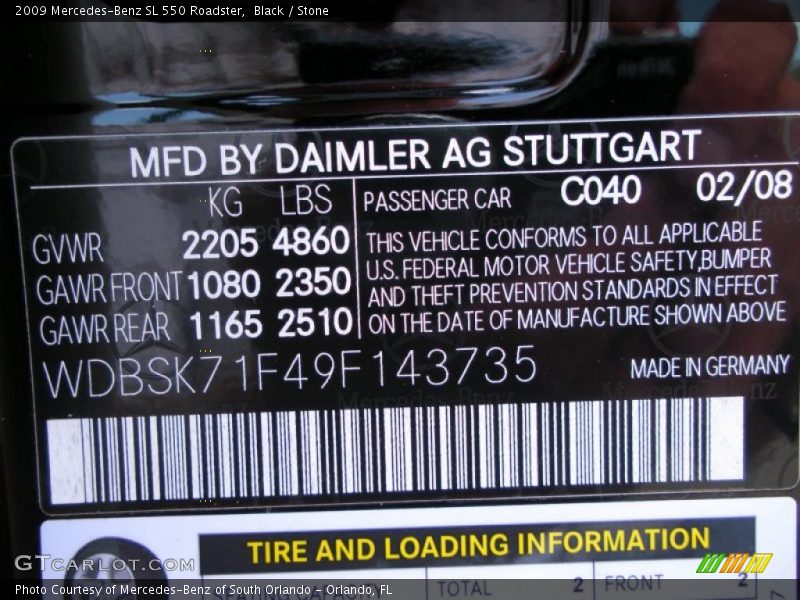 2009 Mercedes-Benz SL 550 Roadster,  Black / Stone
MFD BY DAIMLER AG STUTTGART
KG LBS
GVWR 2205 4860
GAWR FRONT 1080 2350
GAWR REAR 1165 2510
PASSENGER CAR C040 02/08
THIS VEHICLE CONFORMS TO ALL APPLICABLE
U.S. FEDERAL MOTOR VEHICLE SAFETY,BUMPER
AND THEFT PREVENTION STANDARDS IN EFFECT
ON THE DATE OF MANUFACTURE SHOWN ABOVE
WDBSK71F49F143735
MADE IN GERMANY
TIRE AND LOADING INFORMATION
SEATING CAPACITY TOTAL 2 FRONT 2
GTCARLOT.COM
Photo Courtesy of Mercedes-Benz of South Orlando - Orlando, FL